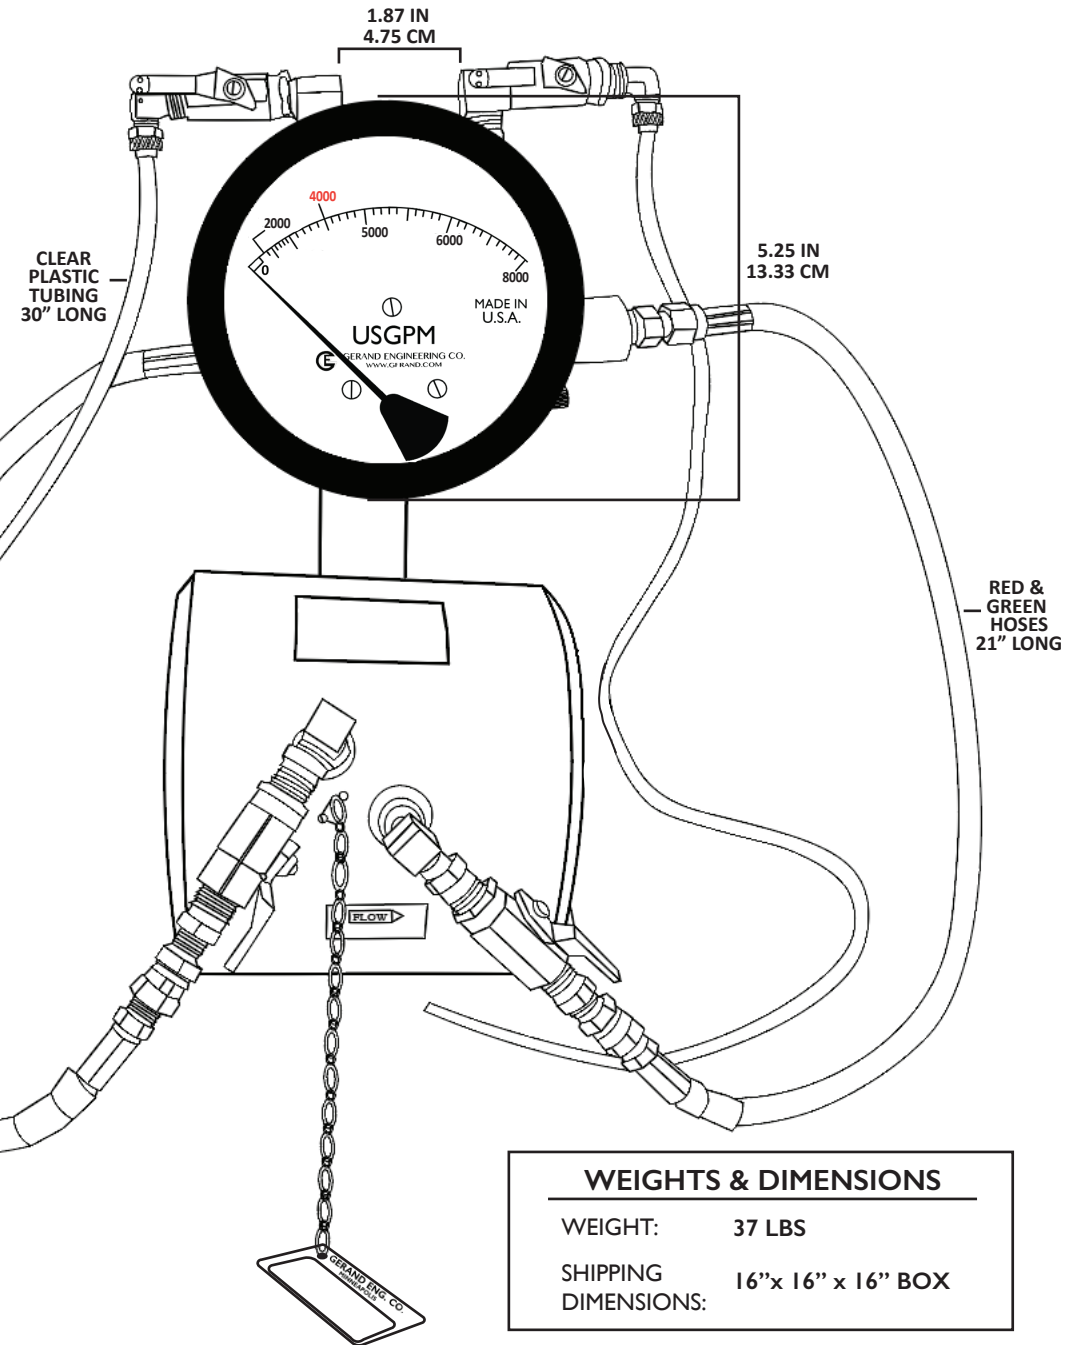 1.87 IN
4.75 CM
4000
2000
5000
6000
0
8000
CLEAR
PLASTIC
TUBING
30” LONG
5.25 IN
13.33 CM
MADE IN
U.S.A.
USGPM
GE
GERAND ENGINEERING CO.
WWW.GERAND.COM
RED &
GREEN
HOSES
21” LONG
FLOW
WEIGHTS & DIMENSIONS
WEIGHT: 37 LBS
SHIPPING
DIMENSIONS: 16”x 16” x 16” BOX
GERAND ENG. CO.
MINNEAPOLIS